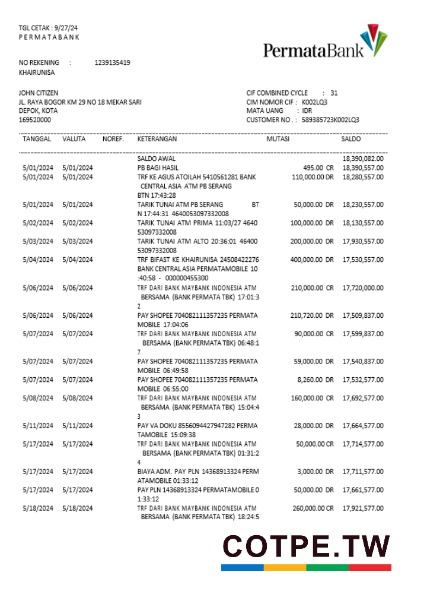 TGL CETAK : 9/27/24
P E R M A T A B A N K
PermataBank
NO REKENING : 1239135419
KHAIRUNISA
JOHN CITIZEN
JL. RAYA BOGOR KM 29 NO 18 MEKAR SARI
DEPOK, KOTA
169520000
CIF COMBINED CYCLE : 31
CIM NOMOR CIF : K002LQ3
MATA UANG : IDR
CUSTOMER NO . : 589385723K002LQ3
TANGGAL VALUTA NOREF. KETERANGAN MUTASI SALDO
SALDO AWAL 18,390,082.00
5/01/2024 5/01/2024 PB BAGI HASIL 495.00 CR 18,390,557.00
5/01/2024 5/01/2024 TRF KE AGUS ATOILAH 5410561281 BANK 110,000.00 DR 18,280,557.00
CENTRAL ASIA ATM PB SERANG
BTN 17:43:28
5/01/2024 5/01/2024 TARIK TUNAI ATM PB SERANG BT 50,000.00 DR 18,230,557.00
N 17:44:31 4640053097332008
5/02/2024 5/02/2024 TARIK TUNAI ATM PRIMA 11:03/27 4640 100,000.00 DR 18,130,557.00
53097332008
5/03/2024 5/03/2024 TARIK TUNAI ATM ALTO 20:36:01 46400 200,000.00 DR 17,930,557.00
53097332008
5/04/2024 5/04/2024 TRF BIFAST KE KHAIRUNISA 24508422276 400,000.00 DR 17,530,557.00
BANK CENTRAL ASIA PERMATAMOBILE 10
:40:58 - 000000455300
5/06/2024 5/06/2024 TRF DARI BANK MAYBANK INDONESIA ATM 210,000.00 CR 17,720,000.00
BERSAMA (BANK PERMATA TBK) 17:01:3
2
5/06/2024 5/06/2024 PAY SHOPEE 704082111357235 PERMATA 210,720.00 DR 17,509,837.00
MOBILE 17:04:06
5/07/2024 5/07/2024 TRF DARI BANK MAYBANK INDONESIA ATM 90,000.00 CR 17,599,837.00
BERSAMA (BANK PERMATA TBK) 06:48:1
7
5/07/2024 5/07/2024 PAY SHOPEE 704082111357235 PERMATA 59,000.00 DR 17,540,837.00
MOBILE 06:49:58
5/07/2024 5/07/2024 PAY SHOPEE 704082111357235 PERMATA 8,260.00 DR 17,532,577.00
MOBILE 06:55:00
5/08/2024 5/08/2024 TRF DARI BANK MAYBANK INDONESIA ATM 160,000.00 CR 17,692,577.00
BERSAMA (BANK PERMATA TBK) 15:04:4
3
5/11/2024 5/11/2024 PAY VA DOKU 8556094427947282 PERMA 28,000.00 DR 17,664,577.00
TAMOBILE 15:09:38
5/17/2024 5/17/2024 TRF DARI BANK MAYBANK INDONESIA ATM 50,000.00 CR 17,714,577.00
BERSAMA (BANK PERMATA TBK) 01:31:2
4
5/17/2024 5/17/2024 BIAYA ADM. PAY PLN 14368913324 PERM 3,000.00 DR 17,711,577.00
ATAMOBILE 01:33:12
5/17/2024 5/17/2024 PAY PLN 14368913324 PERMATAMOBILE 0 50,000.00 DR 17,661,577.00
1:33:12
5/18/2024 5/18/2024 TRF DARI BANK MAYBANK INDONESIA ATM 260,000.00 CR 17,921,577.00
BERSAMA (BANK PERMATA TBK) 18:24:5
COTPE.TW